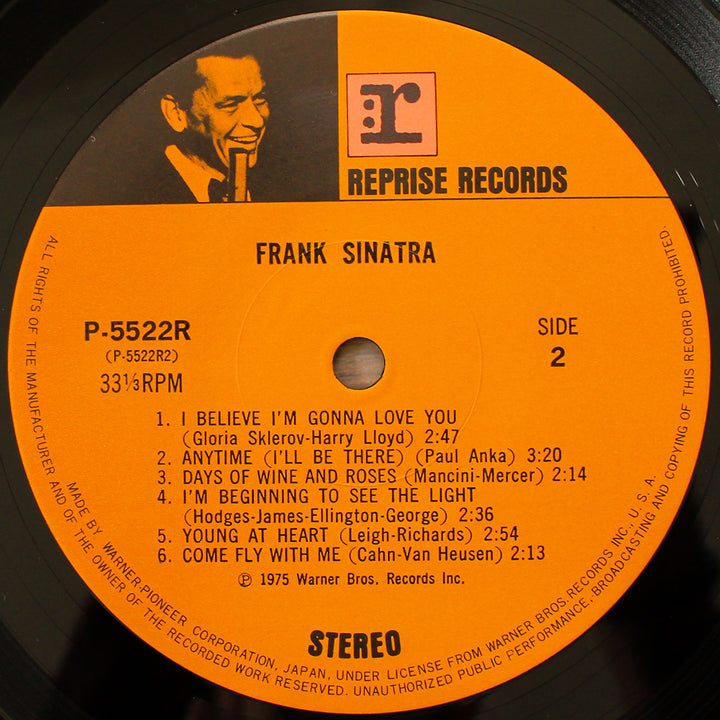 r
REPRISE RECORDS
FRANK SINATRA
P-5522R
(P-5522R2)
33⅓RPM
SIDE
2
1. I BELIEVE I'M GONNA LOVE YOU
(Gloria Sklerov-Harry Lloyd) 2:47
2. ANYTIME (I'LL BE THERE) (Paul Anka) 3:20
3. DAYS OF WINE AND ROSES (Mancini-Mercer) 2:14
4. I'M BEGINNING TO SEE THE LIGHT
(Hodges-James-Ellington-George) 2:36
5. YOUNG AT HEART (Leigh-Richards) 2:54
6. COME FLY WITH ME (Cahn-Van Heusen) 2:13
Ⓟ 1975 Warner Bros. Records Inc.
STEREO
MADE BY WARNER-PIONEER CORPORATION, JAPAN, UNDER LICENSE FROM WARNER BROS. RECORDS INC., U.S.A.
ALL RIGHTS OF THE MANUFACTURER AND OF THE OWNER OF THE RECORDED WORK RESERVED. UNAUTHORIZED PUBLIC PERFORMANCE, BROADCASTING AND COPYING OF THIS RECORD PROHIBITED.